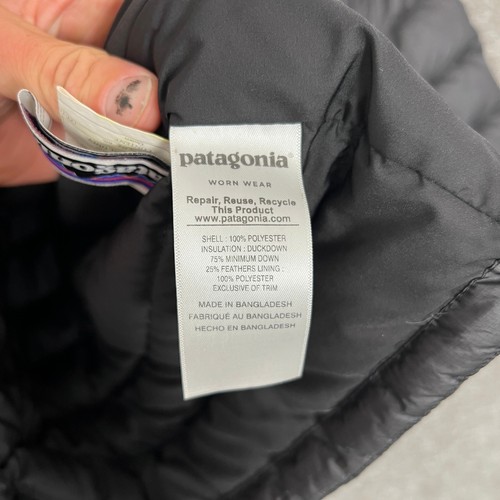 patagonia®
WORN WEAR
Repair, Reuse, Recycle
This Product
www.patagonia.com
SHELL : 100% POLYESTER
INSULATION : DUCKDOWN
75% MINIMUM DOWN
25% FEATHERS LINING :
100% POLYESTER
EXCLUSIVE OF TRIM
MADE IN BANGLADESH
FABRIQUÉ AU BANGLADESH
HECHO EN BANGLADESH